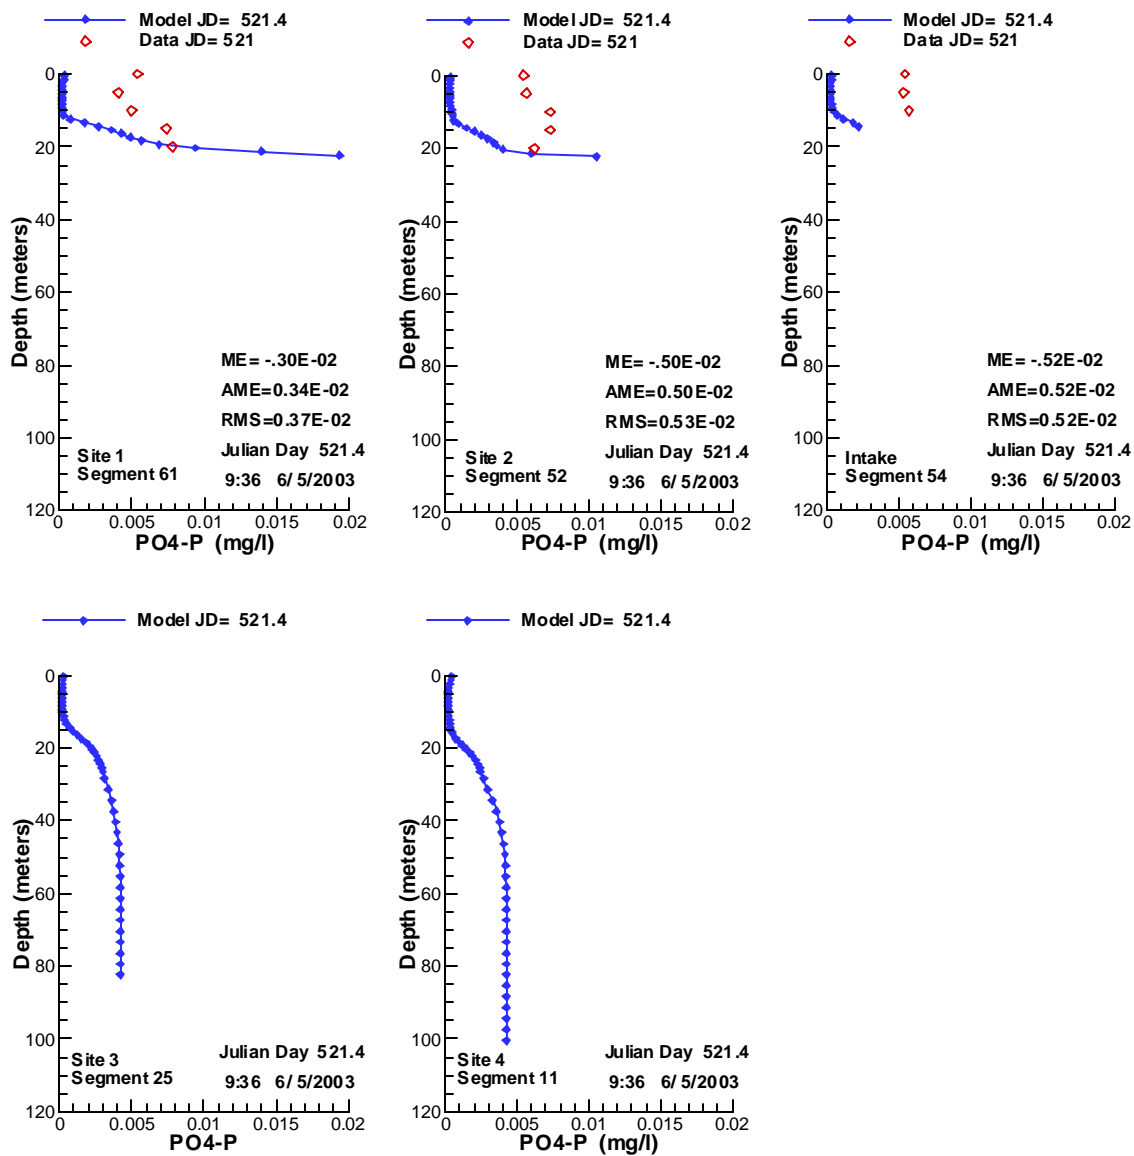 Model JD= 521.4
Data JD= 521
0
20
40
60
80
100
120
Depth (meters)
ME= -.30E-02
AME=0.34E-02
RMS=0.37E-02
Julian Day 521.4
9:36 6/ 5/2003
Site 1
Segment 61
0 0.005 0.01 0.015 0.02
PO4-P (mg/l)
Model JD= 521.4
Data JD= 521
0
20
40
60
80
100
120
Depth (meters)
ME= -.50E-02
AME=0.50E-02
RMS=0.53E-02
Julian Day 521.4
9:36 6/ 5/2003
Site 2
Segment 52
0 0.005 0.01 0.015 0.02
PO4-P (mg/l)
Model JD= 521.4
Data JD= 521
0
20
40
60
80
100
120
Depth (meters)
ME= -.52E-02
AME=0.52E-02
RMS=0.52E-02
Julian Day 521.4
9:36 6/ 5/2003
Intake
Segment 54
0 0.005 0.01 0.015 0.02
PO4-P (mg/l)
Model JD= 521.4
0
20
40
60
80
100
120
Depth (meters)
Julian Day 521.4
9:36 6/ 5/2003
Site 3
Segment 25
0 0.005 0.01 0.015 0.02
PO4-P
Model JD= 521.4
0
20
40
60
80
100
120
Depth (meters)
Julian Day 521.4
9:36 6/ 5/2003
Site 4
Segment 11
0 0.005 0.01 0.015 0.02
PO4-P (mg/l)